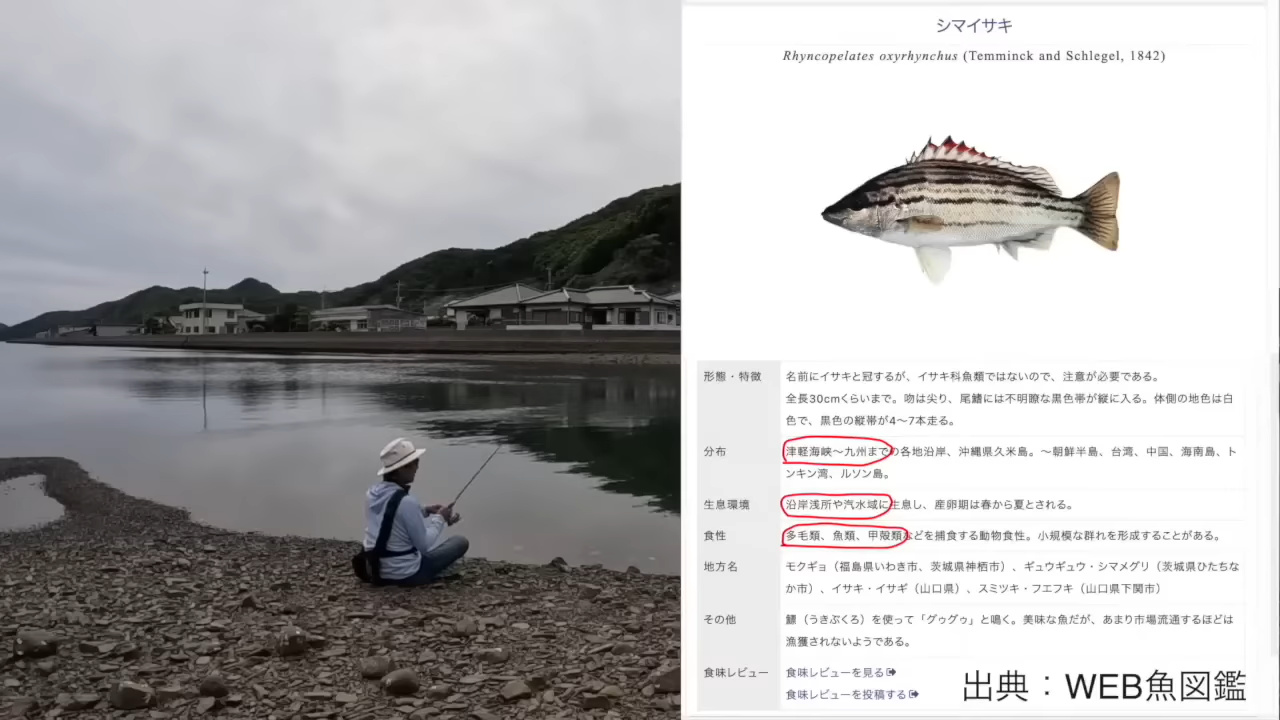 シマイサキ
Rhyncopelates oxyrhynchus (Temminck and Schlegel, 1842)
形態・特徴
名前にイサキと冠するが、イサキ科魚類ではないので、注意が必要である。
全長30cmくらいまで。吻は尖り、尾鰭には不明瞭な黒色帯が縦に入る。体側の地色は白
色で、黒色の縦帯が4～7本走る。
分布
津軽海峡～九州までの各地沿岸、沖縄県久米島。～朝鮮半島、台湾、中国、海南島、ト
ンキン湾、ルソン島。
生息環境
沿岸浅所や汽水域に生息し、産卵期は春から夏とされる。
食性
多毛類、魚類、甲殻類などを捕食する動物食性。小規模な群れを形成することがある。
地方名
モクギョ（福島県いわき市、茨城県神栖市）、ギュウギュウ・シマメグリ（茨城県ひたちな
か市）、イサキ・イサギ（山口県）、スミツキ・フエフキ（山口県下関市）
その他
鰾（うきぶくろ）を使って「グゥグゥ」と鳴く。美味な魚だが、あまり市場流通するほどは
漁獲されないようである。
食味レビュー
食味レビューを見る
食味レビューを投稿する
出典：WEB魚図鑑